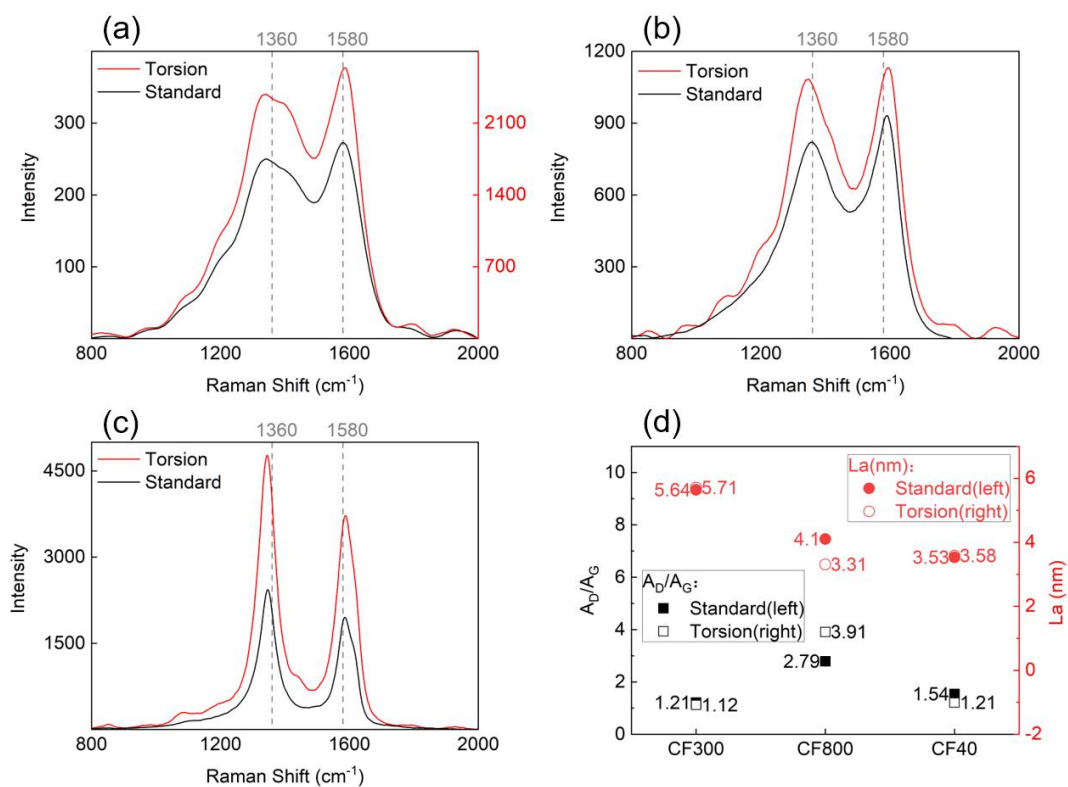 (a)
1360 1580
Torsion
Standard
Intensity
300
200
100
2100
1400
700
800 1200 1600 2000
Raman Shift (cm⁻¹)
(b)
1360 1580
Torsion
Standard
Intensity
1200
900
600
300
800 1200 1600 2000
Raman Shift (cm⁻¹)
(c)
1360 1580
Torsion
Standard
Intensity
4500
3000
1500
800 1200 1600 2000
Raman Shift (cm⁻¹)
(d)
La(nm):
Standard(left)
Torsion(right)
A_D/A_G:
Standard(left)
Torsion(right)
5.64 5.71
4.1
3.31
3.53 3.58
3.91
2.79
1.21 1.12
1.54 1.21
A_D/A_G
10
8
6
4
2
0
La (nm)
6
4
2
0
-2
CF300 CF800 CF40